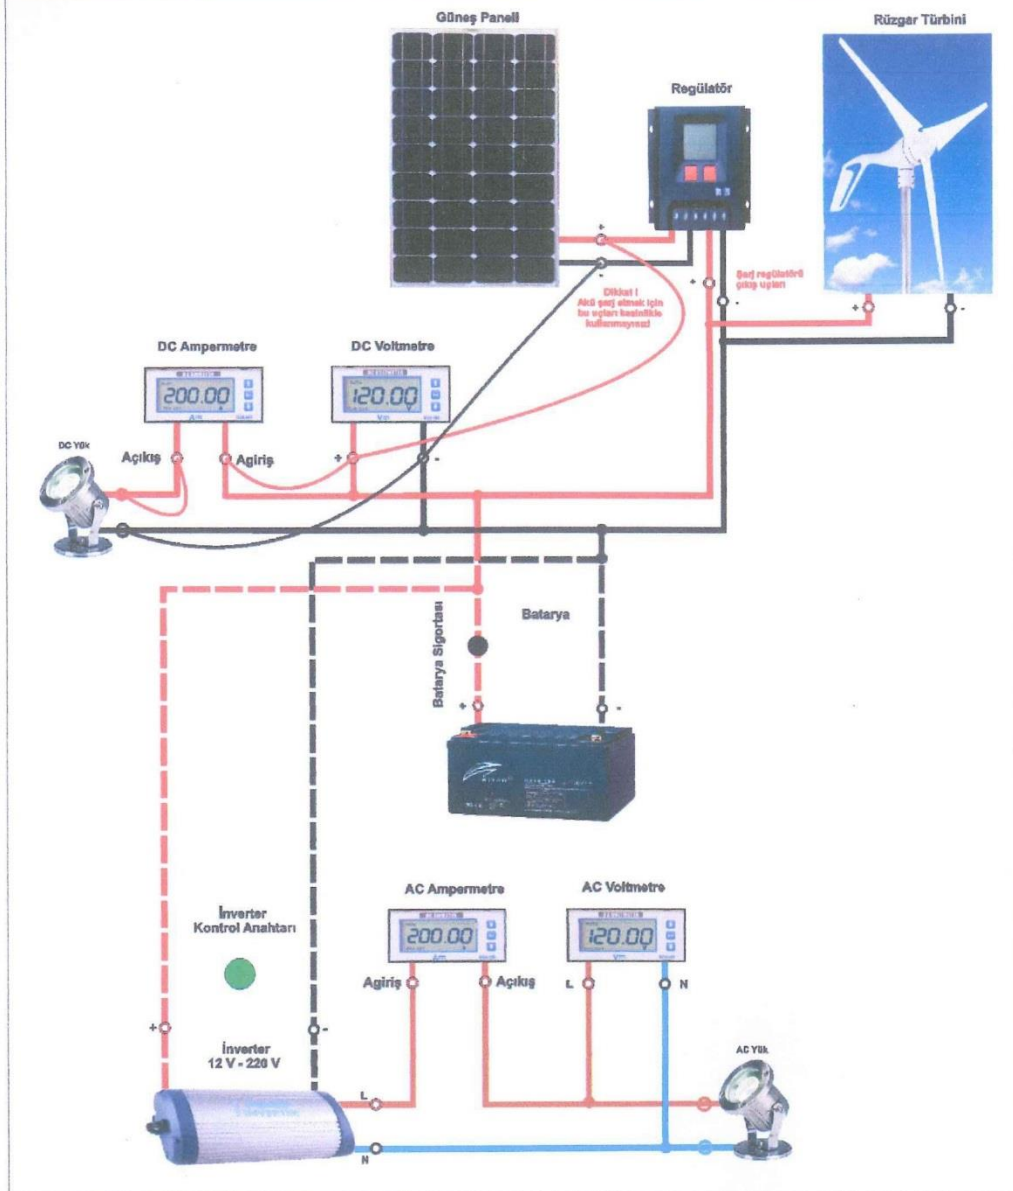 Güneş Paneli
Rüzgar Türbini
Regülatör
+
-
Dikkat !
Akü şarj etmek için
bu uçları kesinlikle
kullanmayınız!
+
-
Şarj regülatörü
çıkış uçları
+
-
DC Ampermetre
DC Voltmetre
200.00
120.00
DC Yük
Açıkış
Agiriş
+
-
Batarya Sigortası
Batarya
+
-
AC Ampermetre
AC Voltmetre
200.00
120.00
İnverter
Kontrol Anahtarı
Agiriş
Açıkış
L
N
+
-
İnverter
12 V - 220 V
AC Yük
L
N